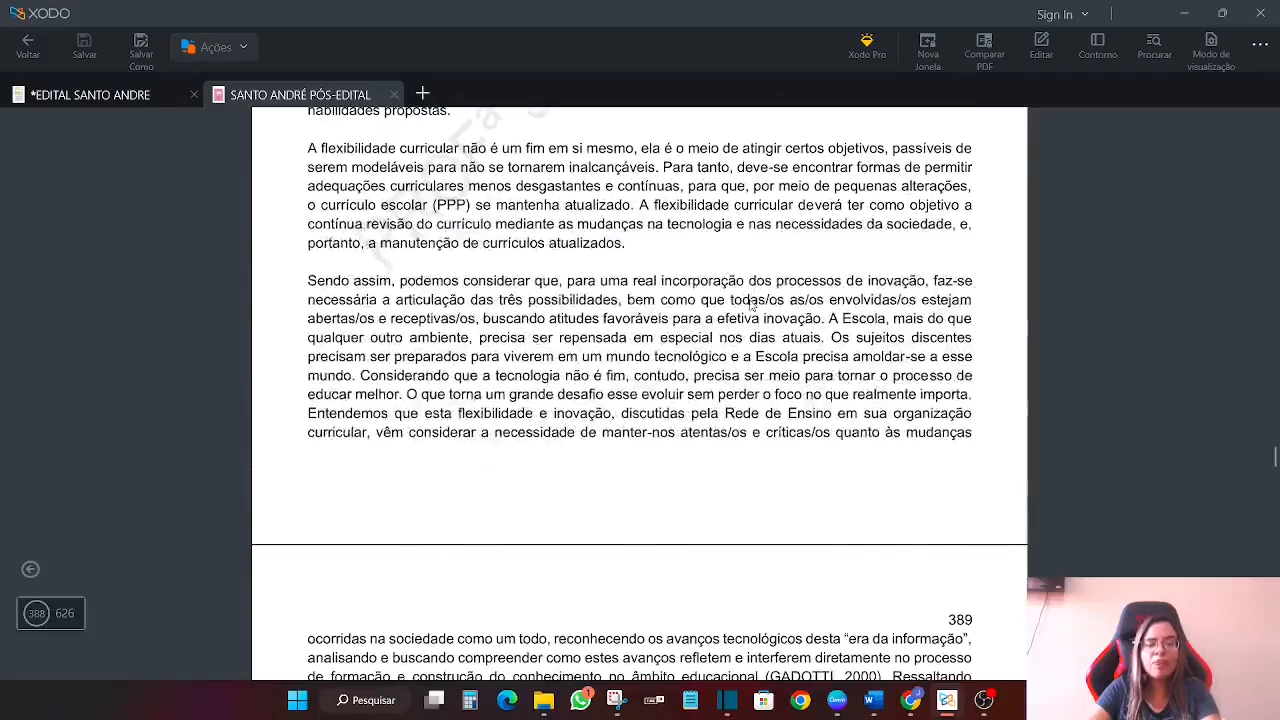 XODO
Sign In
Voltar
Salvar
Salvar Como
Ações
Xodo Pro
Nova Jonela
Comparar PDF
Editar
Contorno
Procurar
Modo de visualização
*EDITAL SANTO ANDRE
SANTO ANDRÉ PÓS-EDITAL
habilidades propostas.
A flexibilidade curricular não é um fim em si mesmo, ela é o meio de atingir certos objetivos, passíveis de
serem modeláveis para não se tornarem inalcançáveis. Para tanto, deve-se encontrar formas de permitir
adequações curriculares menos desgastantes e contínuas, para que, por meio de pequenas alterações,
o currículo escolar (PPP) se mantenha atualizado. A flexibilidade curricular deverá ter como objetivo a
contínua revisão do currículo mediante as mudanças na tecnologia e nas necessidades da sociedade, e,
portanto, a manutenção de currículos atualizados.
Sendo assim, podemos considerar que, para uma real incorporação dos processos de inovação, faz-se
necessária a articulação das três possibilidades, bem como que todas/os as/os envolvidas/os estejam
abertas/os e receptivas/os, buscando atitudes favoráveis para a efetiva inovação. A Escola, mais do que
qualquer outro ambiente, precisa ser repensada em especial nos dias atuais. Os sujeitos discentes
precisam ser preparados para viverem em um mundo tecnológico e a Escola precisa amoldar-se a esse
mundo. Considerando que a tecnologia não é fim, contudo, precisa ser meio para tornar o processo de
educar melhor. O que torna um grande desafio esse evoluir sem perder o foco no que realmente importa.
Entendemos que esta flexibilidade e inovação, discutidas pela Rede de Ensino em sua organização
curricular, vêm considerar a necessidade de manter-nos atentas/os e críticas/os quanto às mudanças
388 626
389
ocorridas na sociedade como um todo, reconhecendo os avanços tecnológicos desta “era da informação”,
analisando e buscando compreender como estes avanços refletem e interferem diretamente no processo
de formação e construção do conhecimento no âmbito educacional (GADOTTI, 2000). Ressaltando
Pesquisar